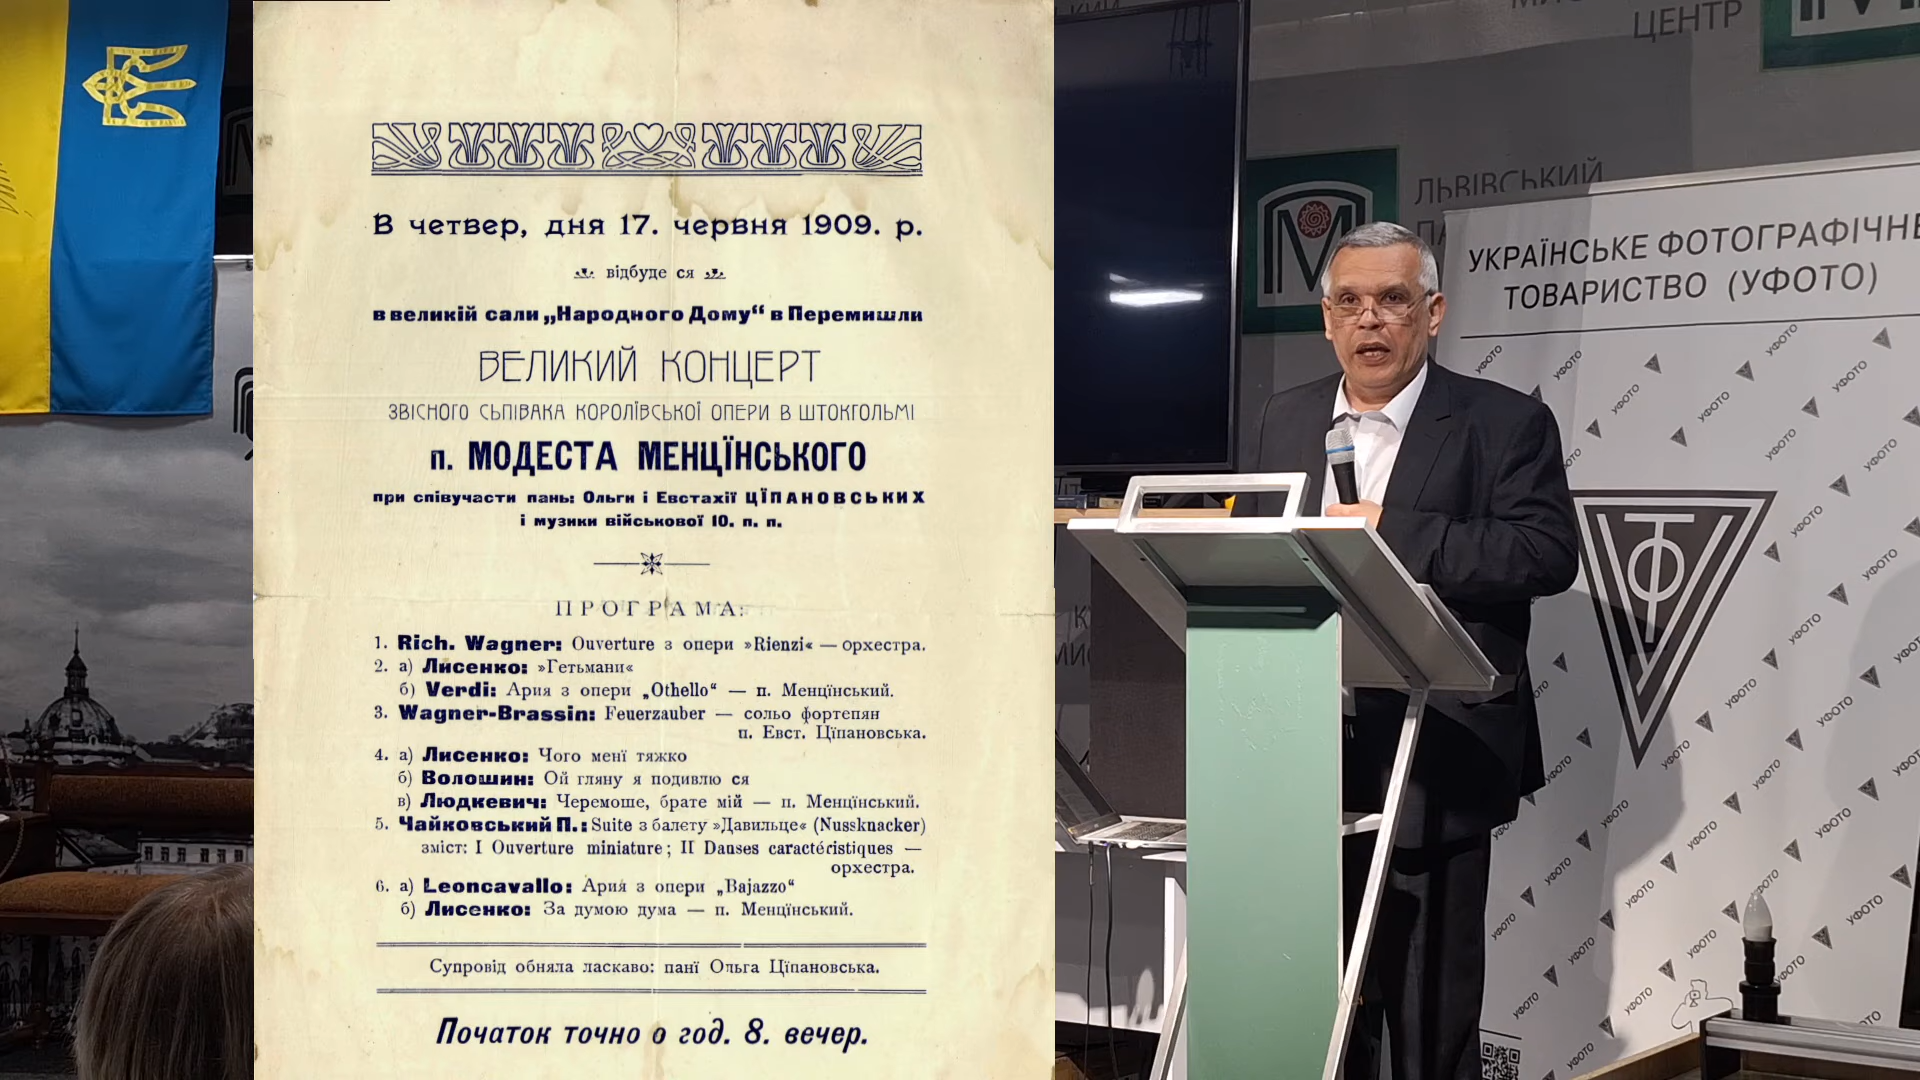 В четвер, дня 17. червня 1909. р.
відбуде ся
в великій сали „Народного Дому“ в Перемишли
ВЕЛИКИЙ КОНЦЕРТ
ЗВІСНОГО СЬПІВАКА КОРОЛЇВСЬКОЇ ОПЕРИ В ШТОКГОЛЬМІ
п. МОДЕСТА МЕНЦЇНСЬКОГО
при співучасти пань: Ольги і Евстахії ЦЇПАНОВСЬКИХ
і музики військової 10. п. п.
ПРОГРАМА:
1. Rich. Wagner: Ouverture з опери »Rienzi« — орхестра.
2. а) Лисенко: »Гетьмани«
б) Verdi: Ария з опери „Othello“ — п. Менцїнський.
3. Wagner-Brassin: Feuerzauber — сольо фортепян
п. Евст. Ціпановська.
4. а) Лисенко: Чого менї тяжко
б) Волошин: Ой гляну я подивлю ся
в) Людкевич: Черемоше, брате мій — п. Менцїнський.
5. Чайковський П.: Suite з балєту »Давильце« (Nussknacker)
зміст: I Ouverture miniature; II Danses caractéristiques —
орхестра.
6. а) Leoncavallo: Ария з опери „Bajazzo“
б) Лисенко: За думою дума — п. Менцїнський.
Супровід обняла ласкаво: панї Ольга Ціпановська.
Початок точно о год. 8. вечер.
ЦЕНТР
ЛЬВІВСЬКИЙ
УКРАЇНСЬКЕ ФОТОГРАФІЧНЕ
ТОВАРИСТВО (УФОТО)
УФОТО